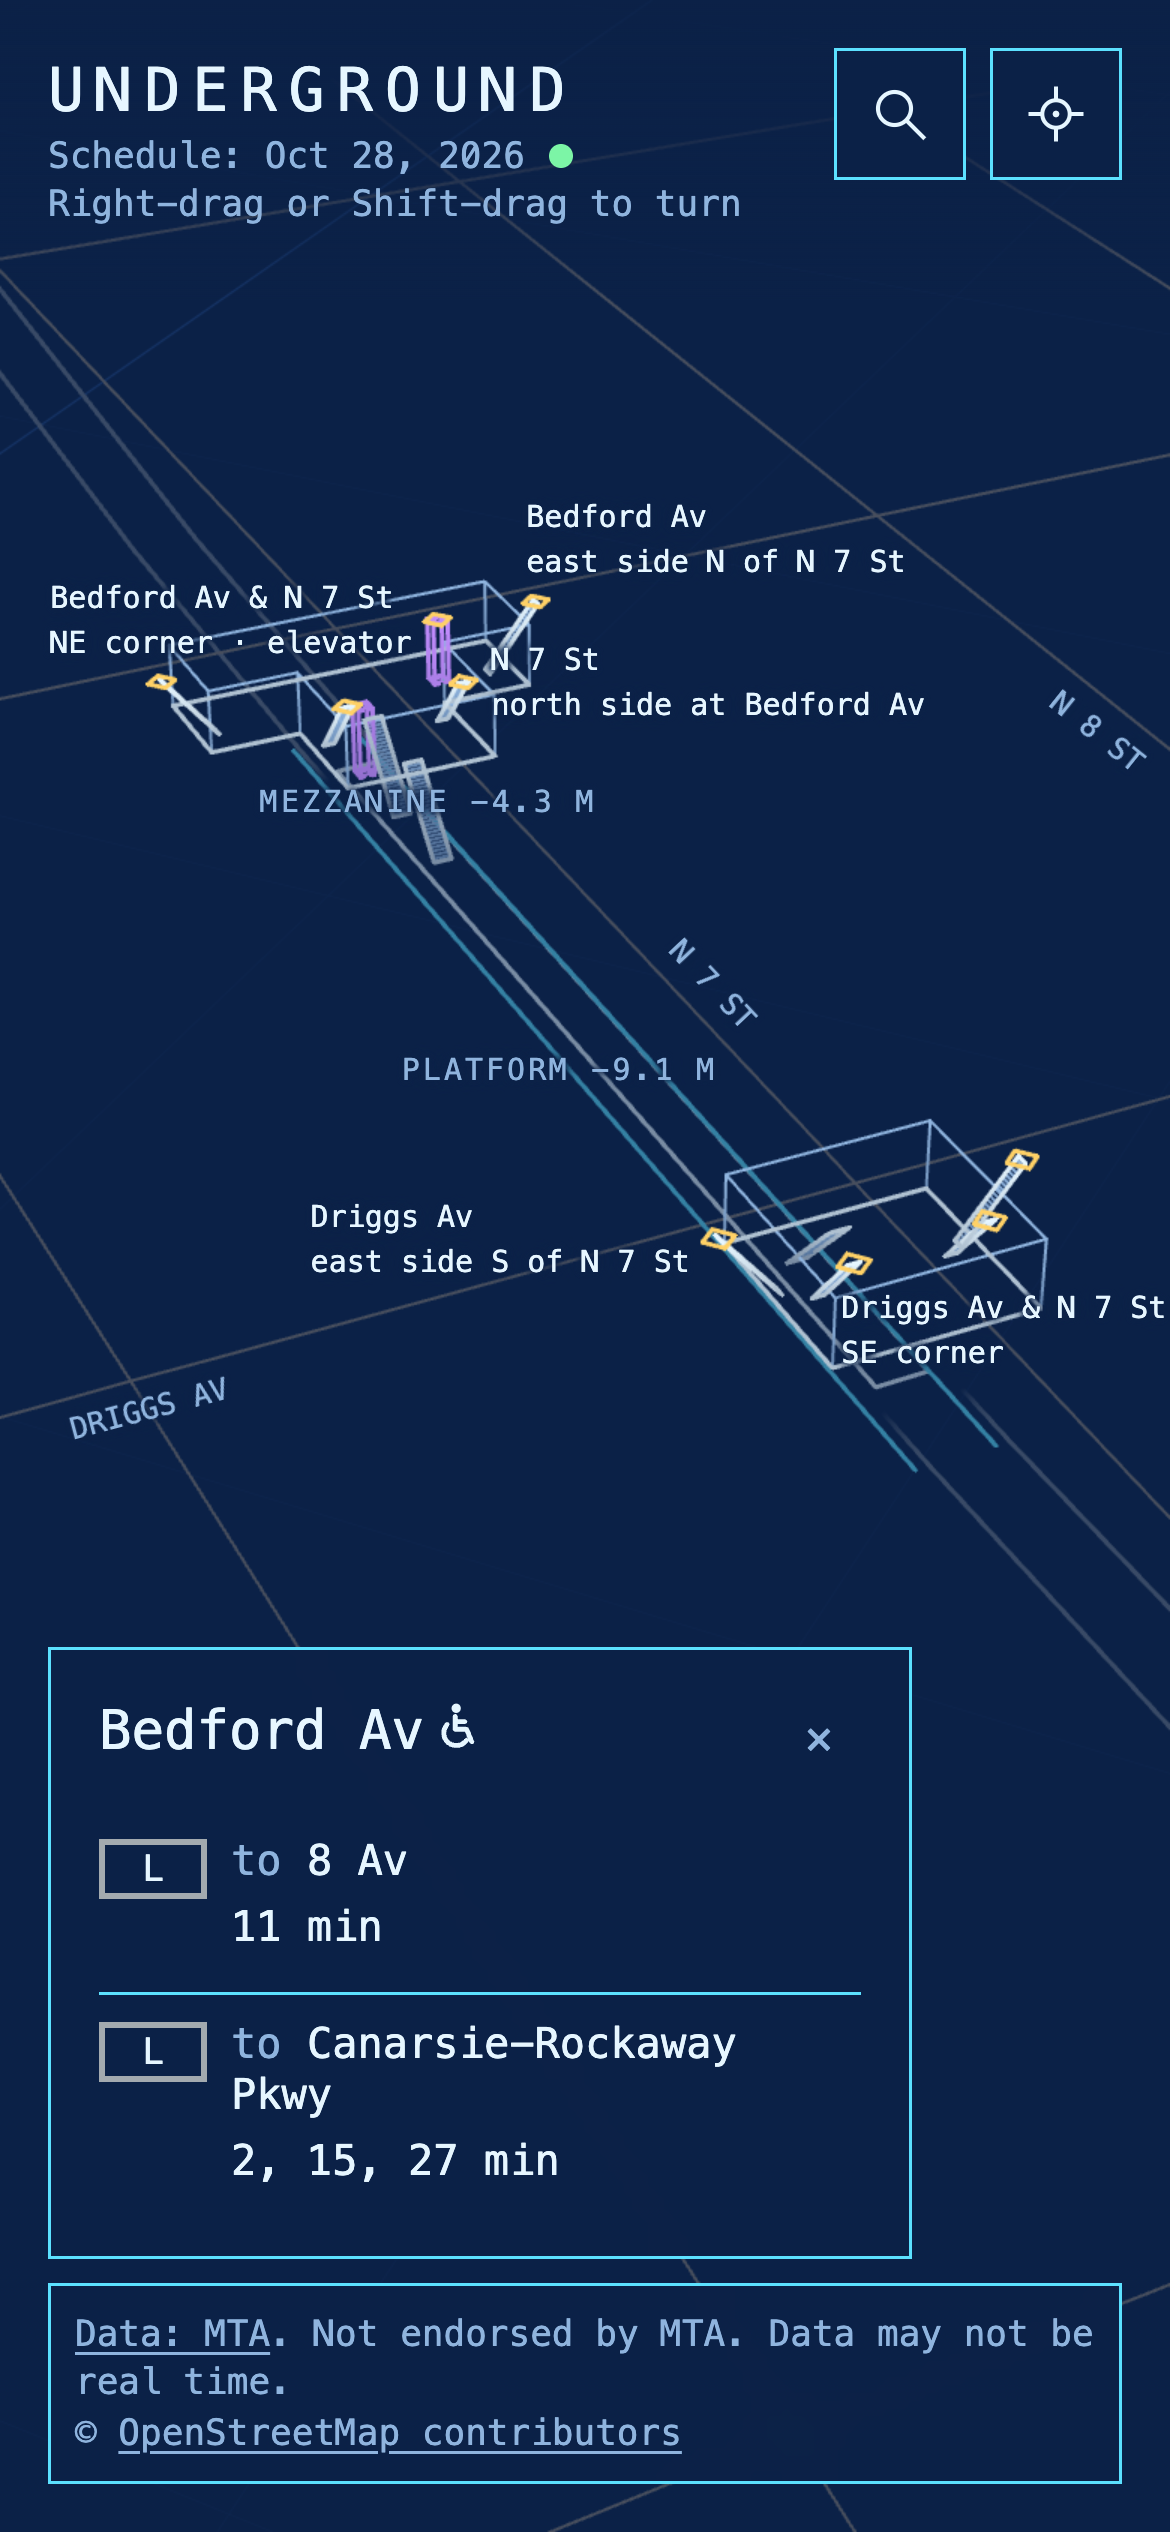 UNDERGROUND
Schedule: Oct 28, 2026
Right-drag or Shift-drag to turn
Bedford Av
east side N of N 7 St
Bedford Av & N 7 St
NE corner · elevator
N 7 St
north side at Bedford Av
N 8 ST
MEZZANINE -4.3 M
N 7 ST
PLATFORM -9.1 M
Driggs Av
east side S of N 7 St
Driggs Av & N 7 St
SE corner
DRIGGS AV
Bedford Av
×
L to 8 Av
11 min
L to Canarsie-Rockaway
Pkwy
2, 15, 27 min
Data: MTA. Not endorsed by MTA. Data may not be
real time.
© OpenStreetMap contributors